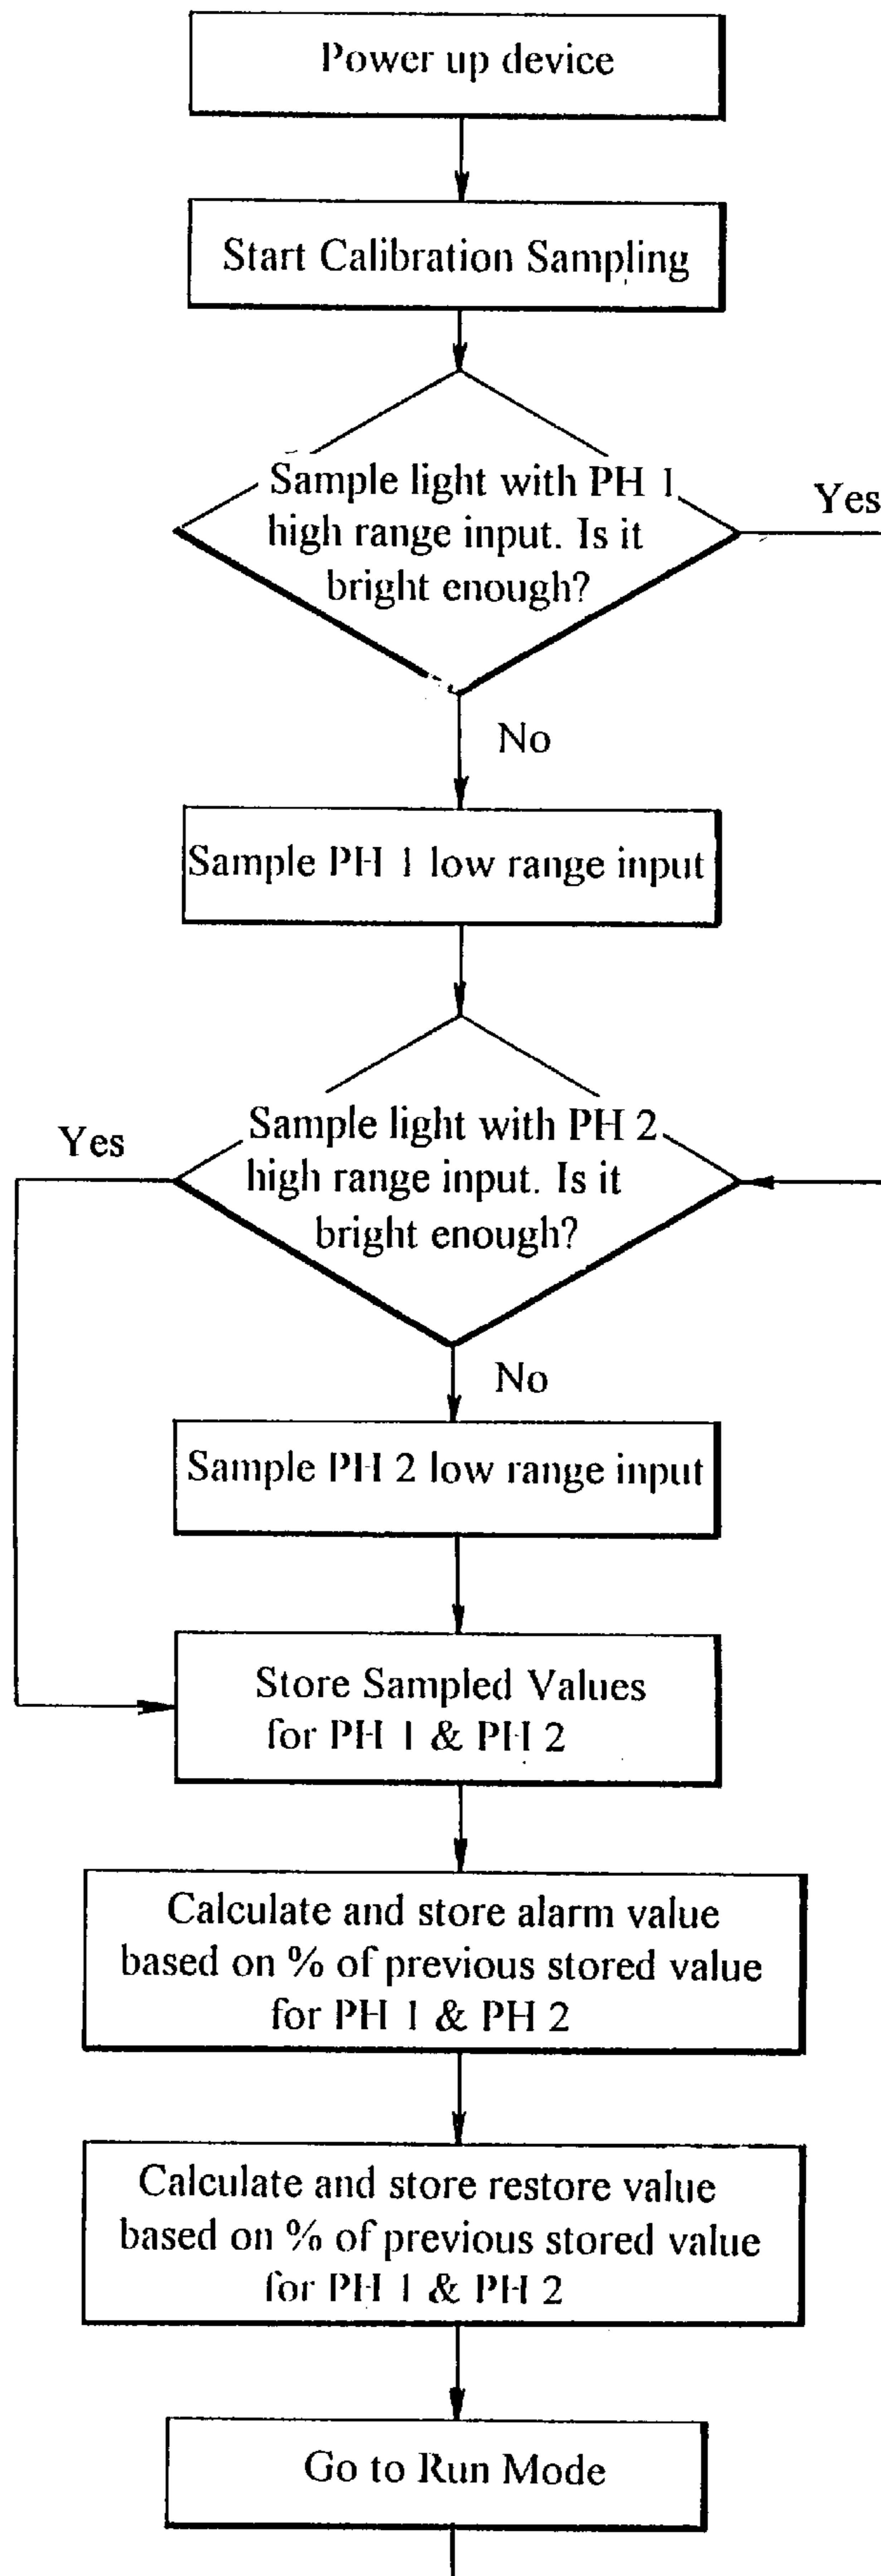 Power up device
Start Calibration Sampling
Sample light with PH 1
high range input. Is it
bright enough?
Yes
No
Sample PH 1 low range input
Sample light with PH 2
high range input. Is it
bright enough?
Yes
No
Sample PH 2 low range input
Store Sampled Values
for PH 1 & PH 2
Calculate and store alarm value
based on % of previous stored value
for PH 1 & PH 2
Calculate and store restore value
based on % of previous stored value
for PH 1 & PH 2
Go to Run Mode